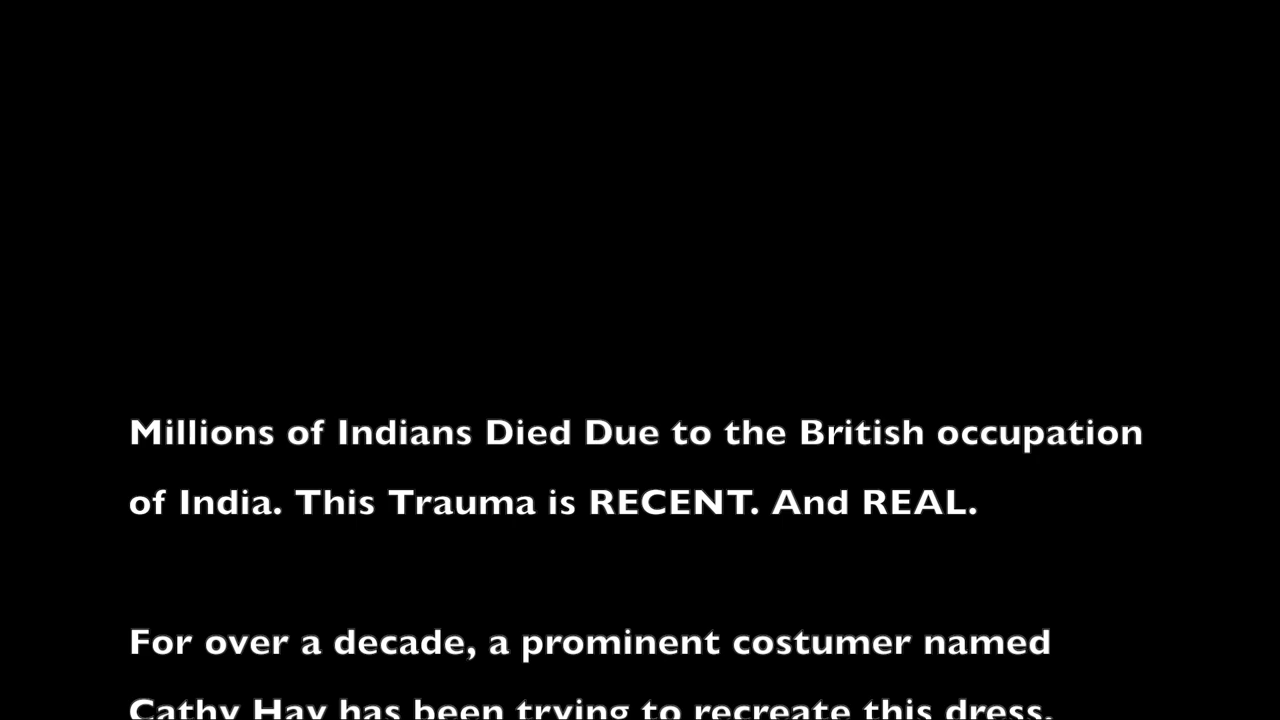 Millions of Indians Died Due to the British occupation
of India. This Trauma is RECENT. And REAL.
For over a decade, a prominent costumer named
Cathy Hay has been trying to recreate this dress.